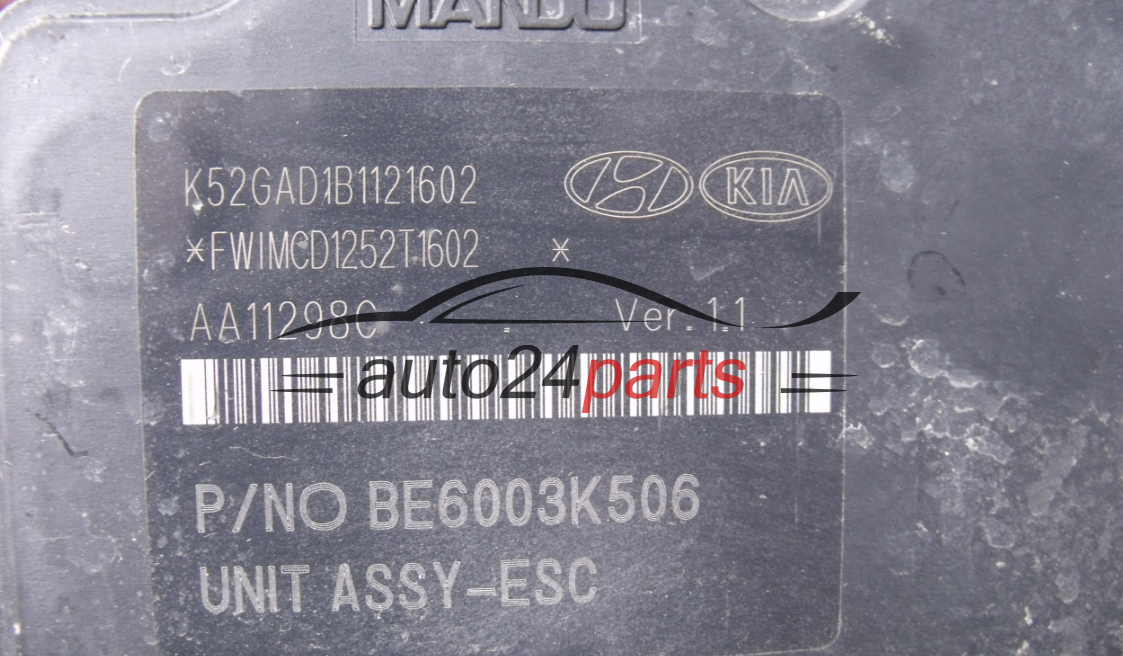 MANDO
K52GAD1B1121602
KIA
*FWIMCD1252T1602 *
AA11298C . Ver. 1.1
auto24parts
P/NO BE6003K506
UNIT ASSY-ESC